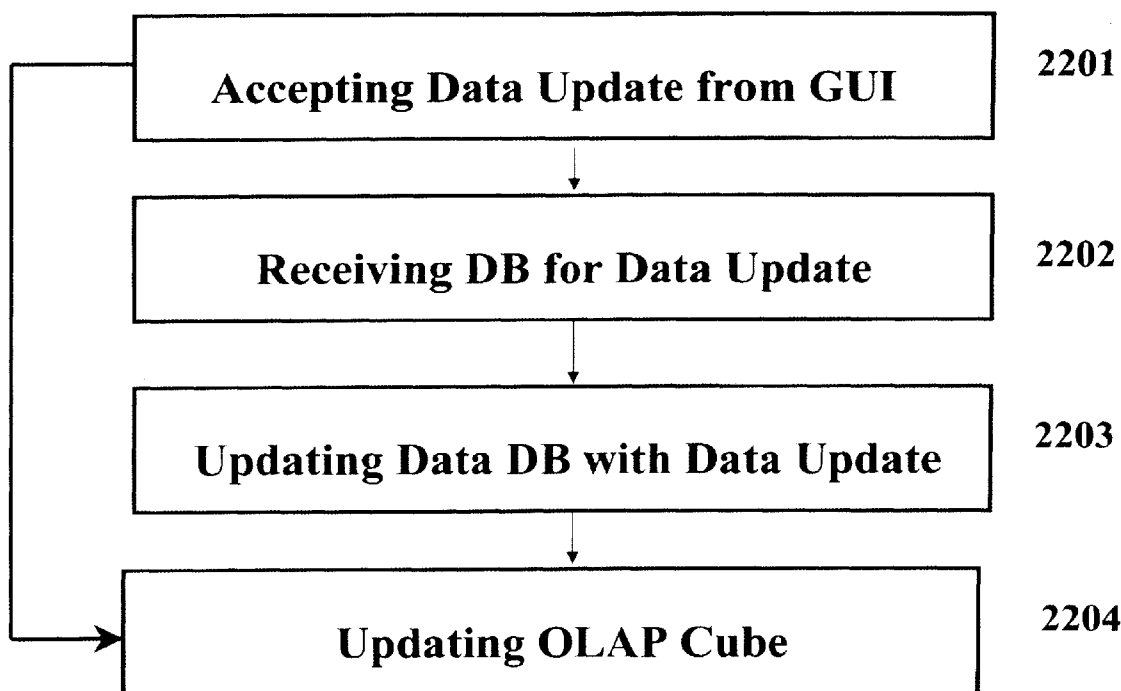 Accepting Data Update from GUI
2201
Receiving DB for Data Update
2202
Updating Data DB with Data Update
2203
Updating OLAP Cube
2204